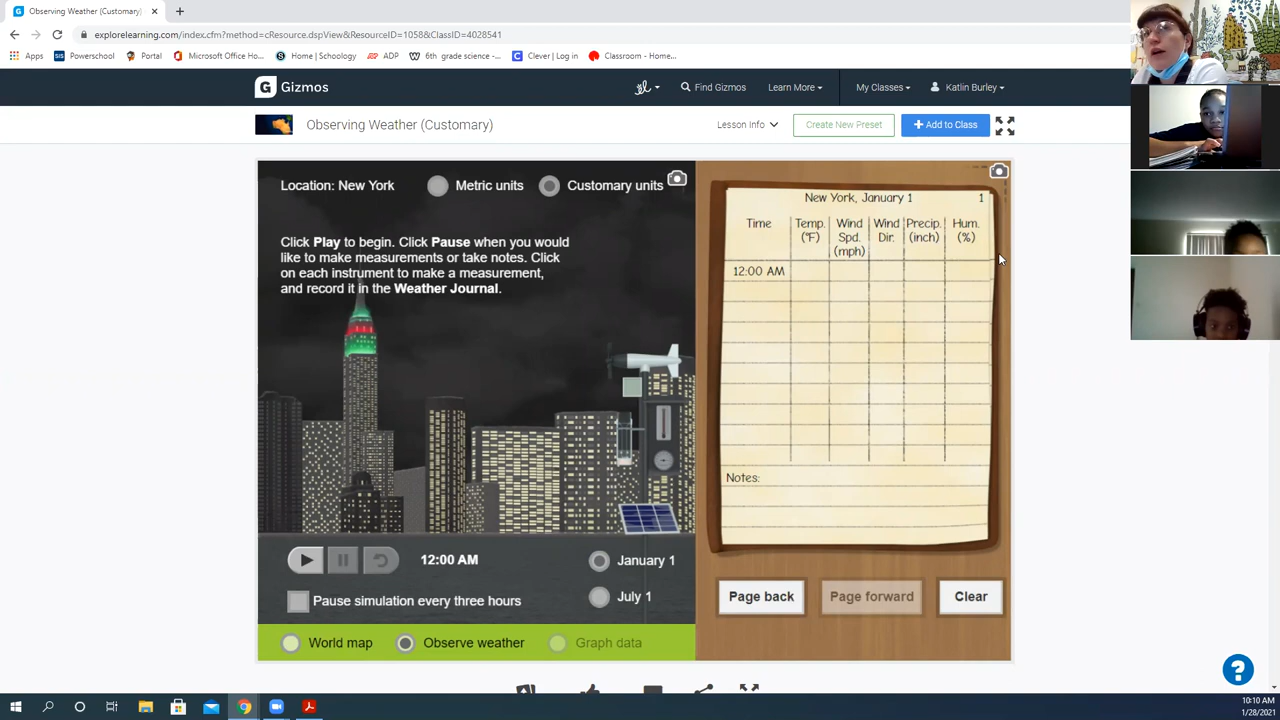 Observing Weather (Customary)
explorelearning.com/index.cfm?method=cResource.dspView&ResourceID=1058&ClassID=4028541
Apps
SIS
Powerschool
Portal
Microsoft Office Ho...
Home | Schoology
ADP
6th grade science -...
Clever | Log in
Classroom - Home...
G Gizmos
Find Gizmos
Learn More
My Classes
Katlin Burley
Observing Weather (Customary)
Lesson Info
Create New Preset
+ Add to Class
Location: New York
Metric units
Customary units
Click Play to begin. Click Pause when you would
like to make measurements or take notes. Click
on each instrument to make a measurement,
and record it in the Weather Journal.
12:00 AM
January 1
July 1
Pause simulation every three hours
World map
Observe weather
Graph data
New York, January 1 1
Time
Temp.
(°F)
Wind
Spd.
(mph)
Wind
Dir.
Precip.
(inch)
Hum.
(%)
12:00 AM
Notes:
Page back
Page forward
Clear
?
10:10 AM
1/28/2021